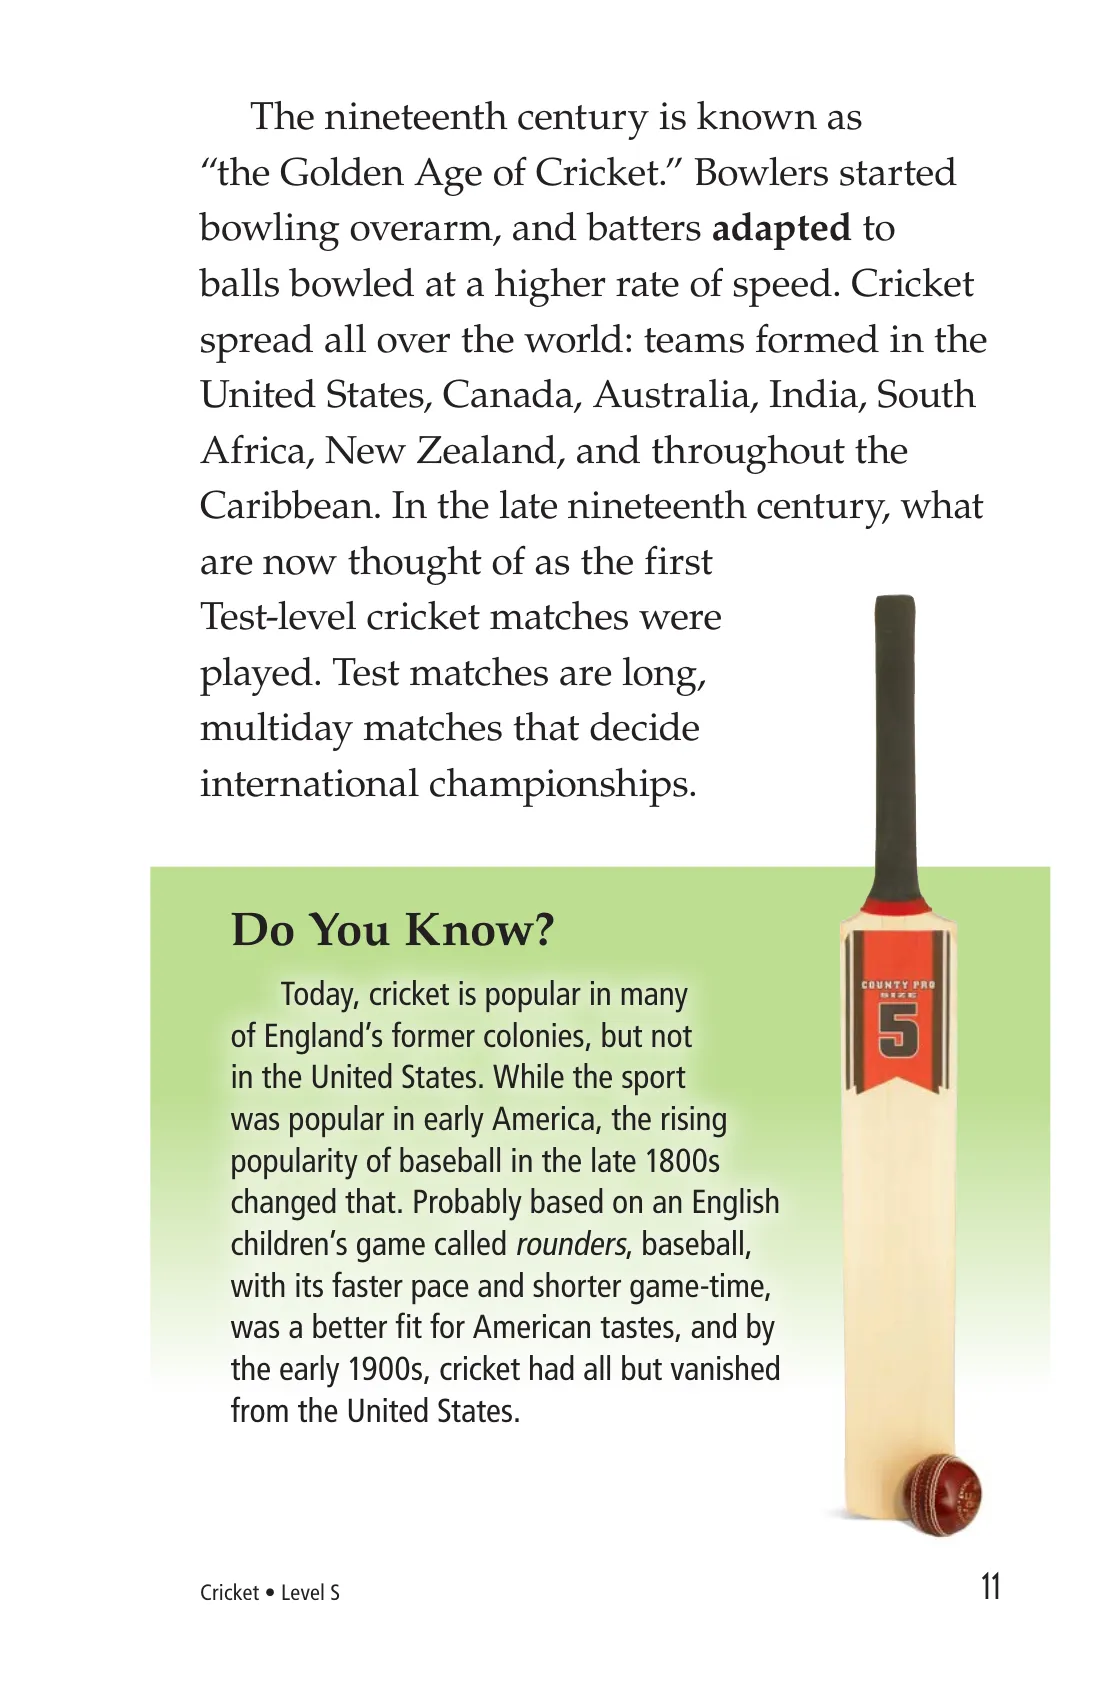 The nineteenth century is known as
“the Golden Age of Cricket.” Bowlers started
bowling overarm, and batters adapted to
balls bowled at a higher rate of speed. Cricket
spread all over the world: teams formed in the
United States, Canada, Australia, India, South
Africa, New Zealand, and throughout the
Caribbean. In the late nineteenth century, what
are now thought of as the first
Test-level cricket matches were
played. Test matches are long,
multiday matches that decide
international championships.
Do You Know?
Today, cricket is popular in many
of England’s former colonies, but not
in the United States. While the sport
was popular in early America, the rising
popularity of baseball in the late 1800s
changed that. Probably based on an English
children’s game called rounders, baseball,
with its faster pace and shorter game-time,
was a better fit for American tastes, and by
the early 1900s, cricket had all but vanished
from the United States.
COUNTY PRO
SIZE
5
Cricket • Level S
11